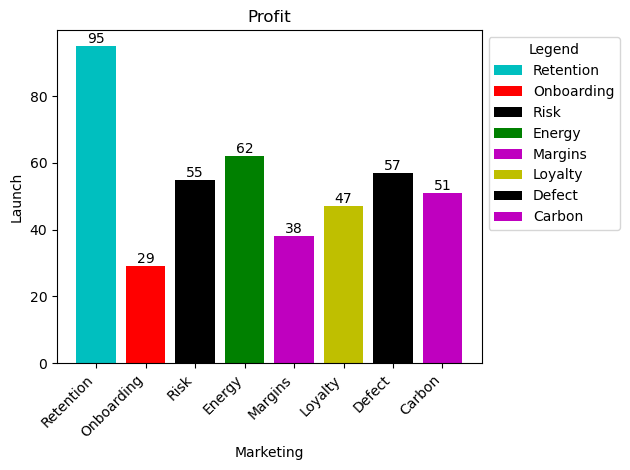 Profit
Launch
80
60
40
20
0
95
29
55
62
38
47
57
51
Retention
Onboarding
Risk
Energy
Margins
Loyalty
Defect
Carbon
Marketing
Legend
Retention
Onboarding
Risk
Energy
Margins
Loyalty
Defect
Carbon